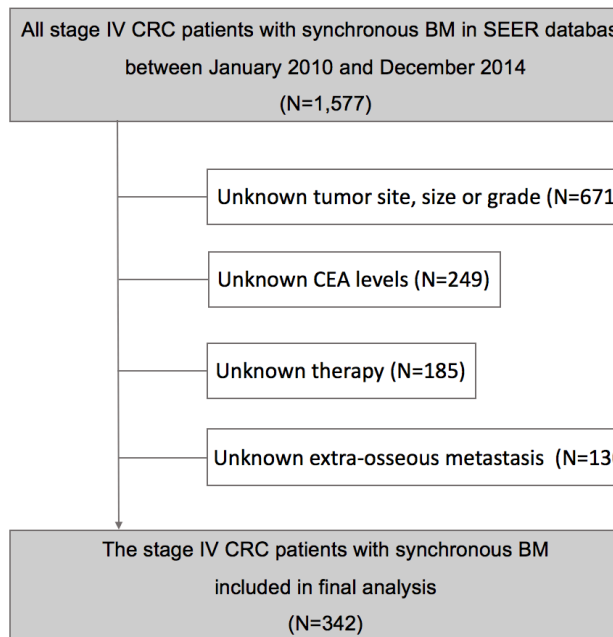 All stage IV CRC patients with synchronous BM in SEER databas
between January 2010 and December 2014
(N=1,577)
Unknown tumor site, size or grade (N=671
Unknown CEA levels (N=249)
Unknown therapy (N=185)
Unknown extra-osseous metastasis (N=13
The stage IV CRC patients with synchronous BM
included in final analysis
(N=342)